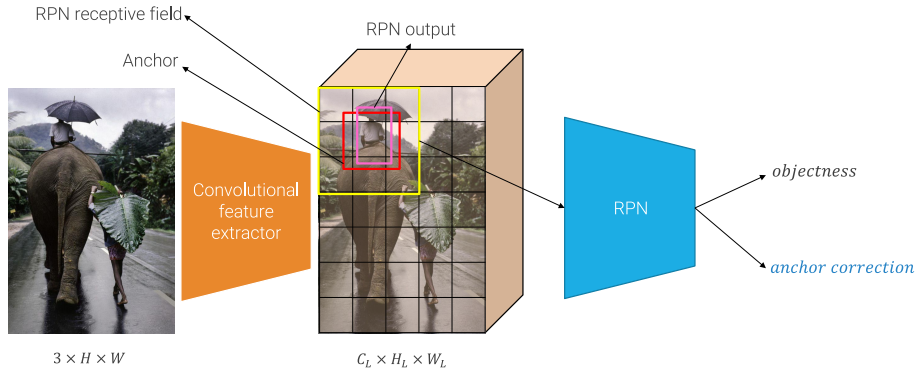 RPN receptive field
RPN output
Anchor
Convolutional
feature
extractor
RPN
objectness
anchor correction
3 × H × W
C_L × H_L × W_L